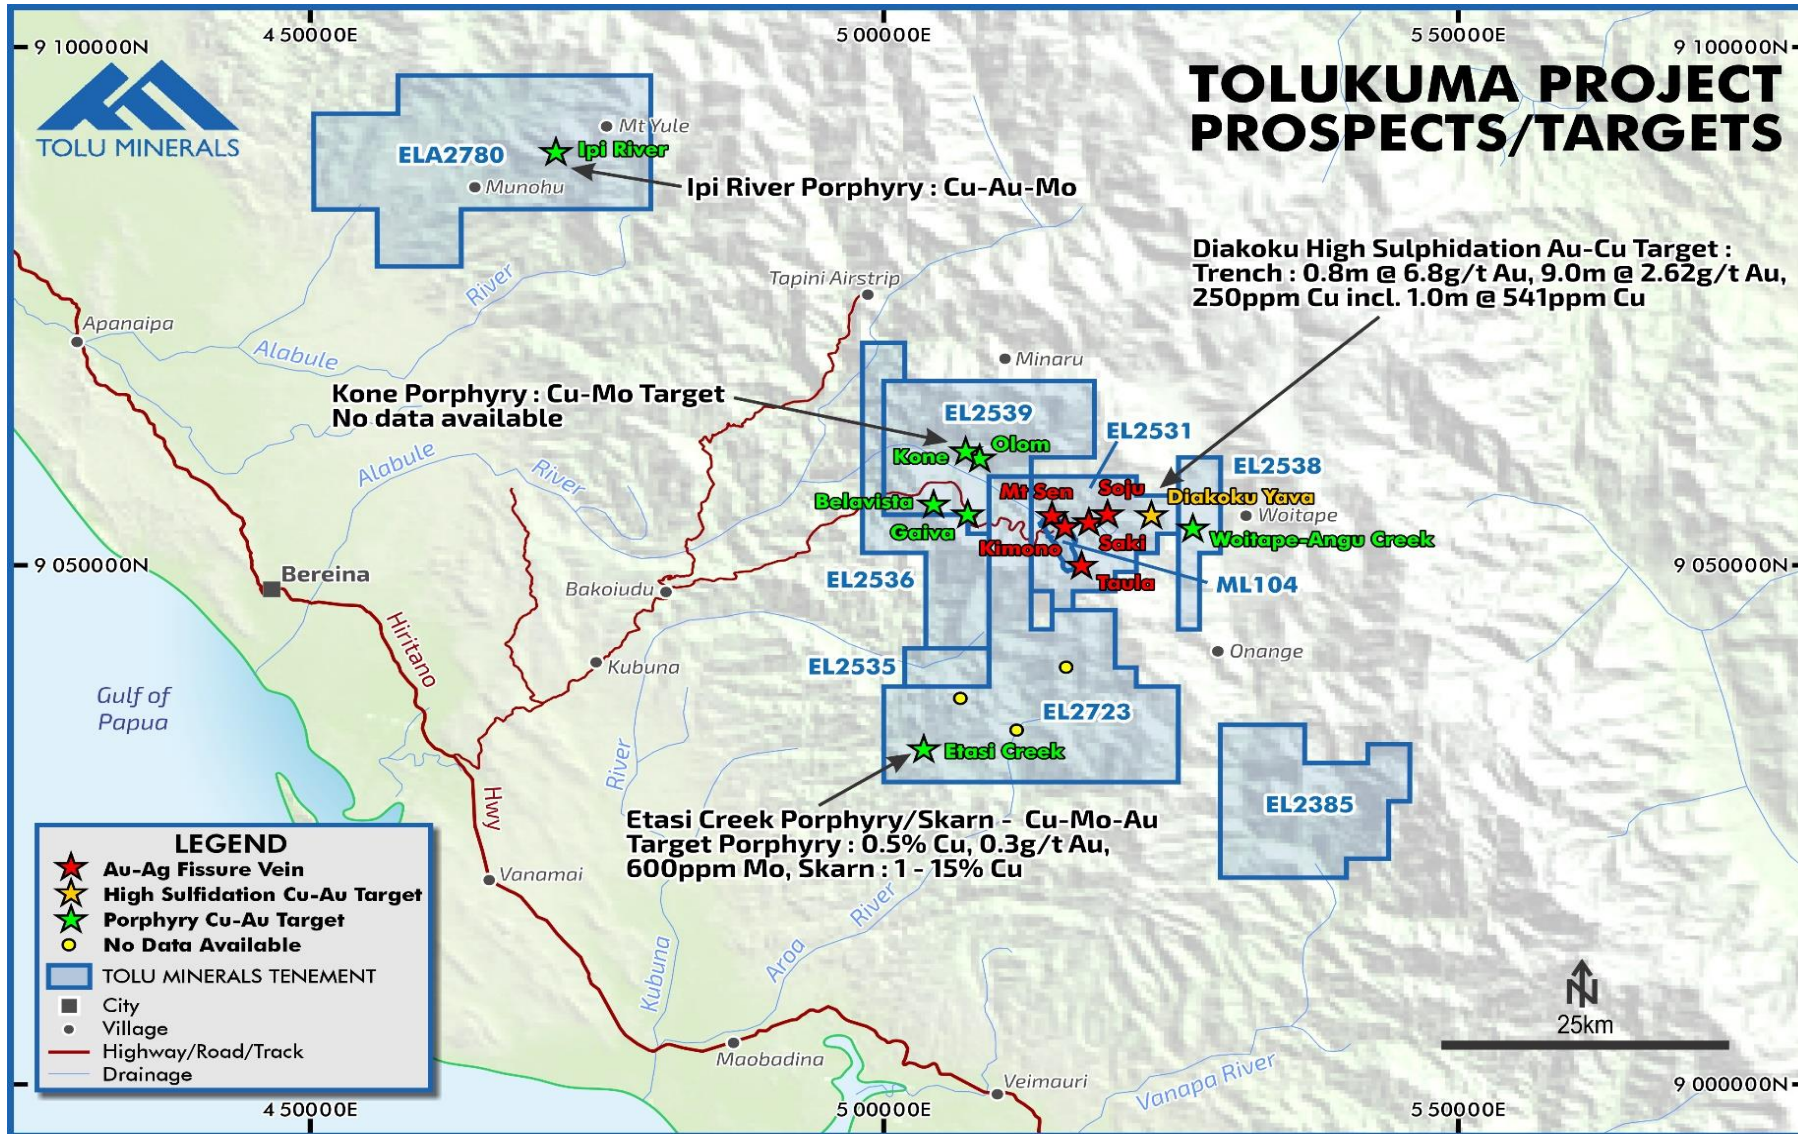 4 50000E
5 00000E
5 50000E
9 100000N
9 100000N
TOLU MINERALS
TOLUKUMA PROJECT
PROSPECTS/TARGETS
Mt Yule
ELA2780
Ipi River
Munohu
Ipi River Porphyry : Cu-Au-Mo
Diakoku High Sulphidation Au-Cu Target :
Trench : 0.8m @ 6.8g/t Au, 9.0m @ 2.62g/t Au,
250ppm Cu incl. 1.0m @ 541ppm Cu
River
Tapini Airstrip
Apanaipa
Alabule
Minaru
Kone Porphyry : Cu-Mo Target
No data available
EL2539
EL2531
Olom
Kone
Alabule
River
EL2538
Mt Sen
Soju
Diakoku Yava
Belavista
Woitape
Gaiva
Kimono
Saki
Woitape-Angu Creek
9 050000N
9 050000N
Bereina
EL2536
Taula
ML104
Bakoiudu
Hiritano
Kubuna
EL2535
Onange
Gulf of
Papua
EL2723
River
Etasi Creek
Hwy
EL2385
Etasi Creek Porphyry/Skarn - Cu-Mo-Au
Target Porphyry : 0.5% Cu, 0.3g/t Au,
600ppm Mo, Skarn : 1 - 15% Cu
Vanamai
River
Aroa
Kubuna
LEGEND
Au-Ag Fissure Vein
High Sulfidation Cu-Au Target
Porphyry Cu-Au Target
No Data Available
TOLU MINERALS TENEMENT
City
Village
Highway/Road/Track
Drainage
N
25km
Maobadina
Veimauri
Vanapa River
9 000000N
4 50000E
5 00000E
5 50000E